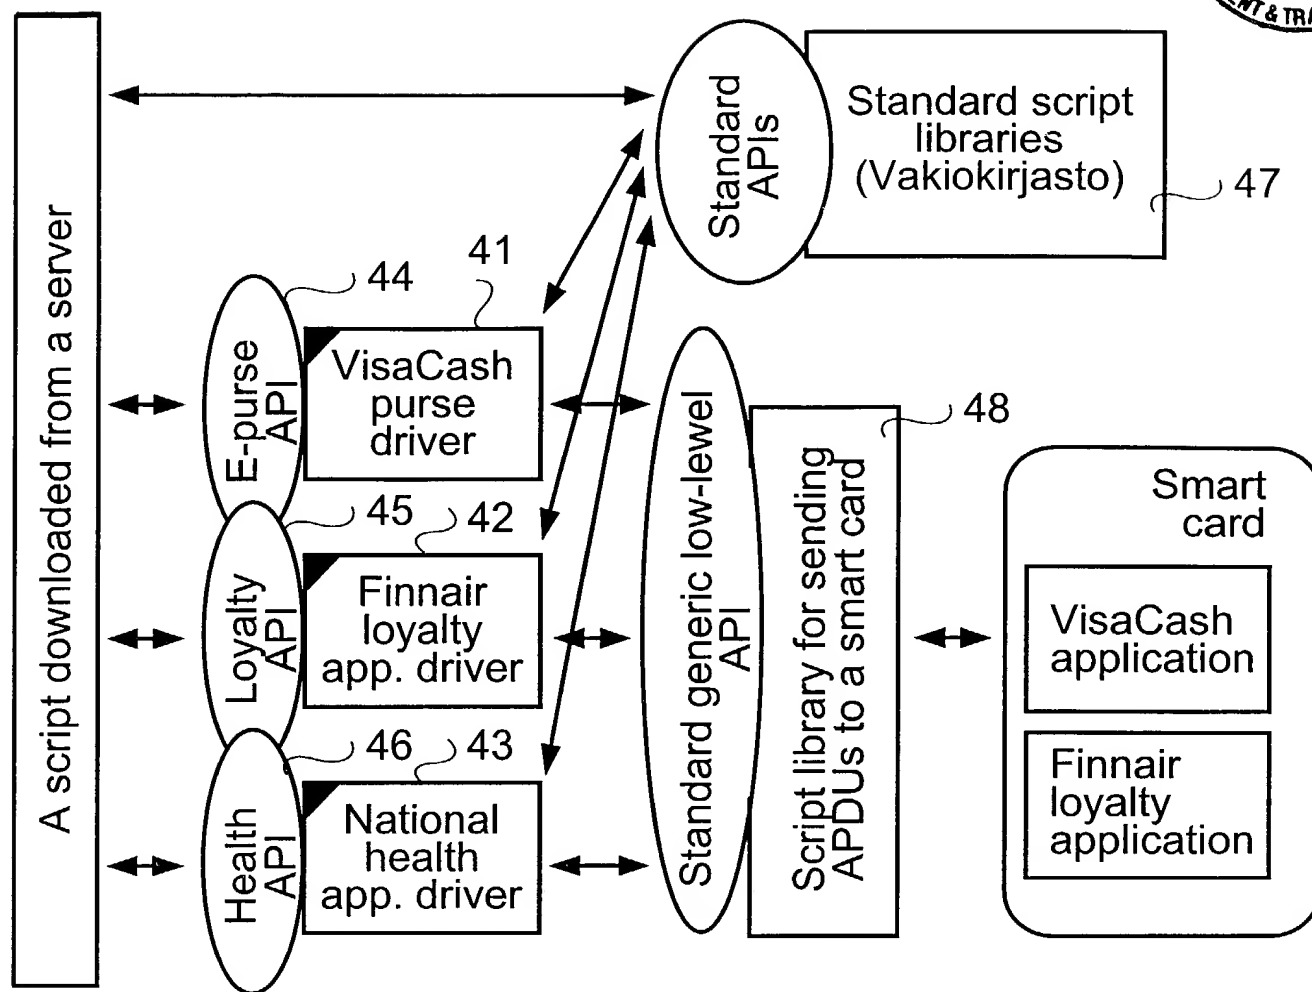 A script downloaded from a server
Standard
APIs
Standard script
libraries
(Vakiokirjasto)
47
44
41
E-purse
API
VisaCash
purse
driver
45
42
Loyalty
API
Finnair
loyalty
app. driver
46
43
Health
API
National
health
app. driver
Standard generic low-lewel
API
48
Script library for sending
APDUs to a smart card
Smart
card
VisaCash
application
Finnair
loyalty
application